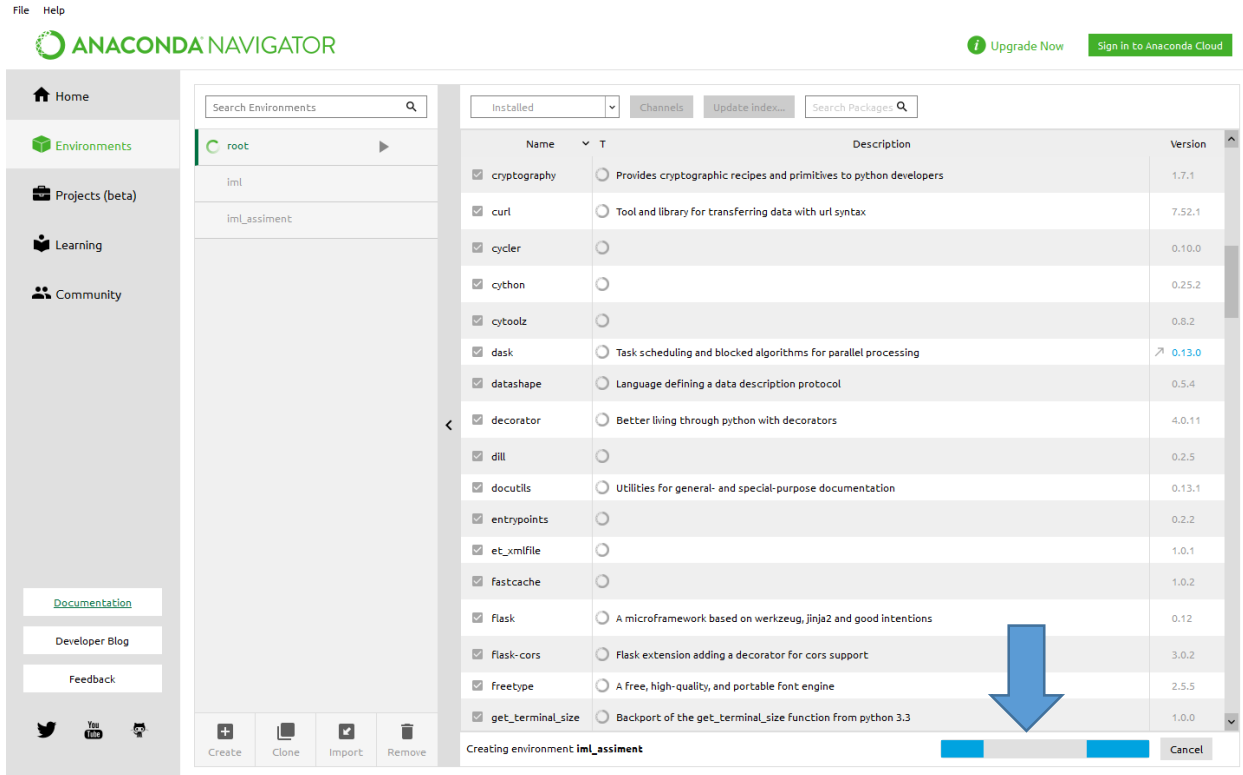 File Help
ANACONDA NAVIGATOR
i Upgrade Now
Sign in to Anaconda Cloud
Home
Environments
Projects (beta)
Learning
Community
Documentation
Developer Blog
Feedback
You Tube
Search Environments
root
iml
iml_assiment
Create Clone Import Remove
Installed Channels Update index... Search Packages
Name T Description Version
cryptography Provides cryptographic recipes and primitives to python developers 1.7.1
curl Tool and library for transferring data with url syntax 7.52.1
cycler 0.10.0
cython 0.25.2
cytoolz 0.8.2
dask Task scheduling and blocked algorithms for parallel processing 0.13.0
datashape Language defining a data description protocol 0.5.4
decorator Better living through python with decorators 4.0.11
dill 0.2.5
docutils Utilities for general- and special-purpose documentation 0.13.1
entrypoints 0.2.2
et_xmlfile 1.0.1
fastcache 1.0.2
flask A microframework based on werkzeug, jinja2 and good intentions 0.12
flask-cors Flask extension adding a decorator for cors support 3.0.2
freetype A free, high-quality, and portable font engine 2.5.5
get_terminal_size Backport of the get_terminal_size function from python 3.3 1.0.0
Creating environment iml_assiment Cancel